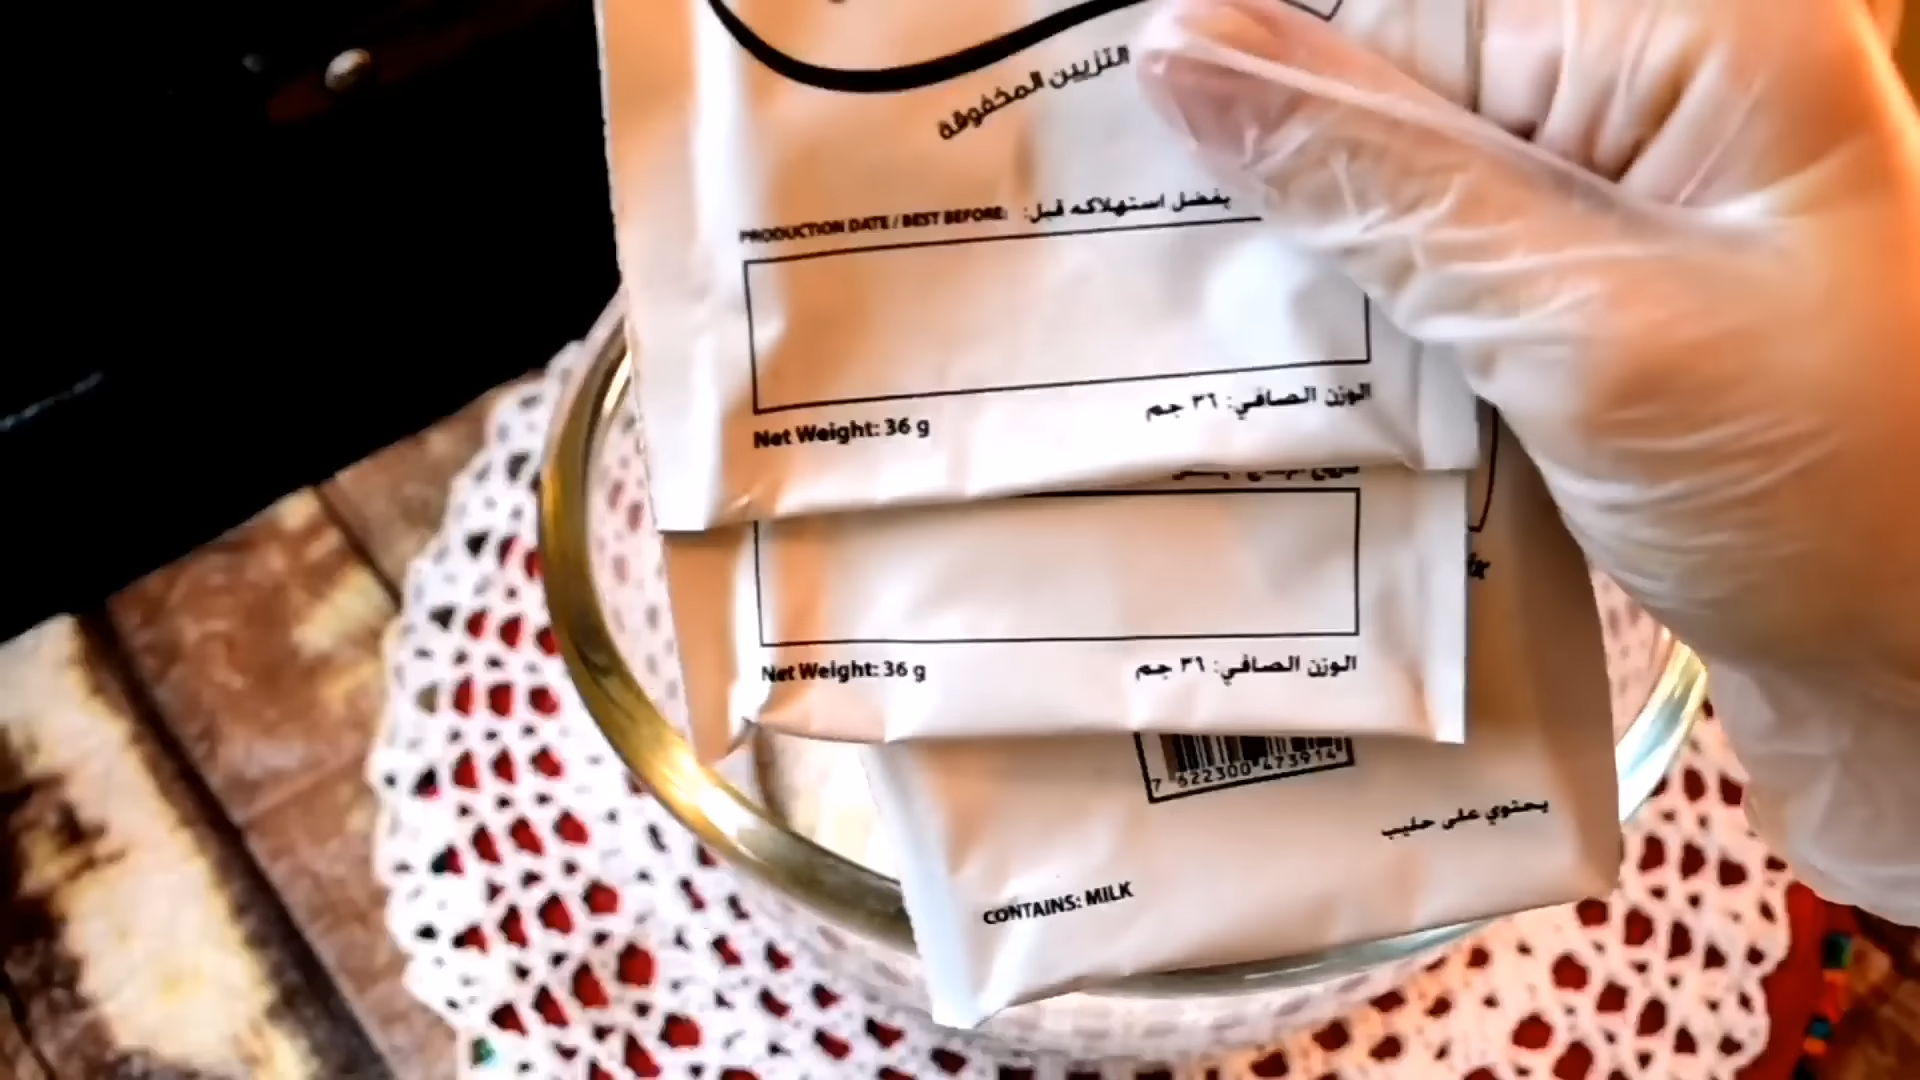 التزيين المخفوقة
PRODUCTION DATE / BEST BEFORE: يفضل استهلاكه قبل:
Net Weight: 36 g الوزن الصافي: ٣٦ جم
Net Weight: 36 g الوزن الصافي: ٣٦ جم
7 622300 473914
يحتوي على حليب
CONTAINS: MILK